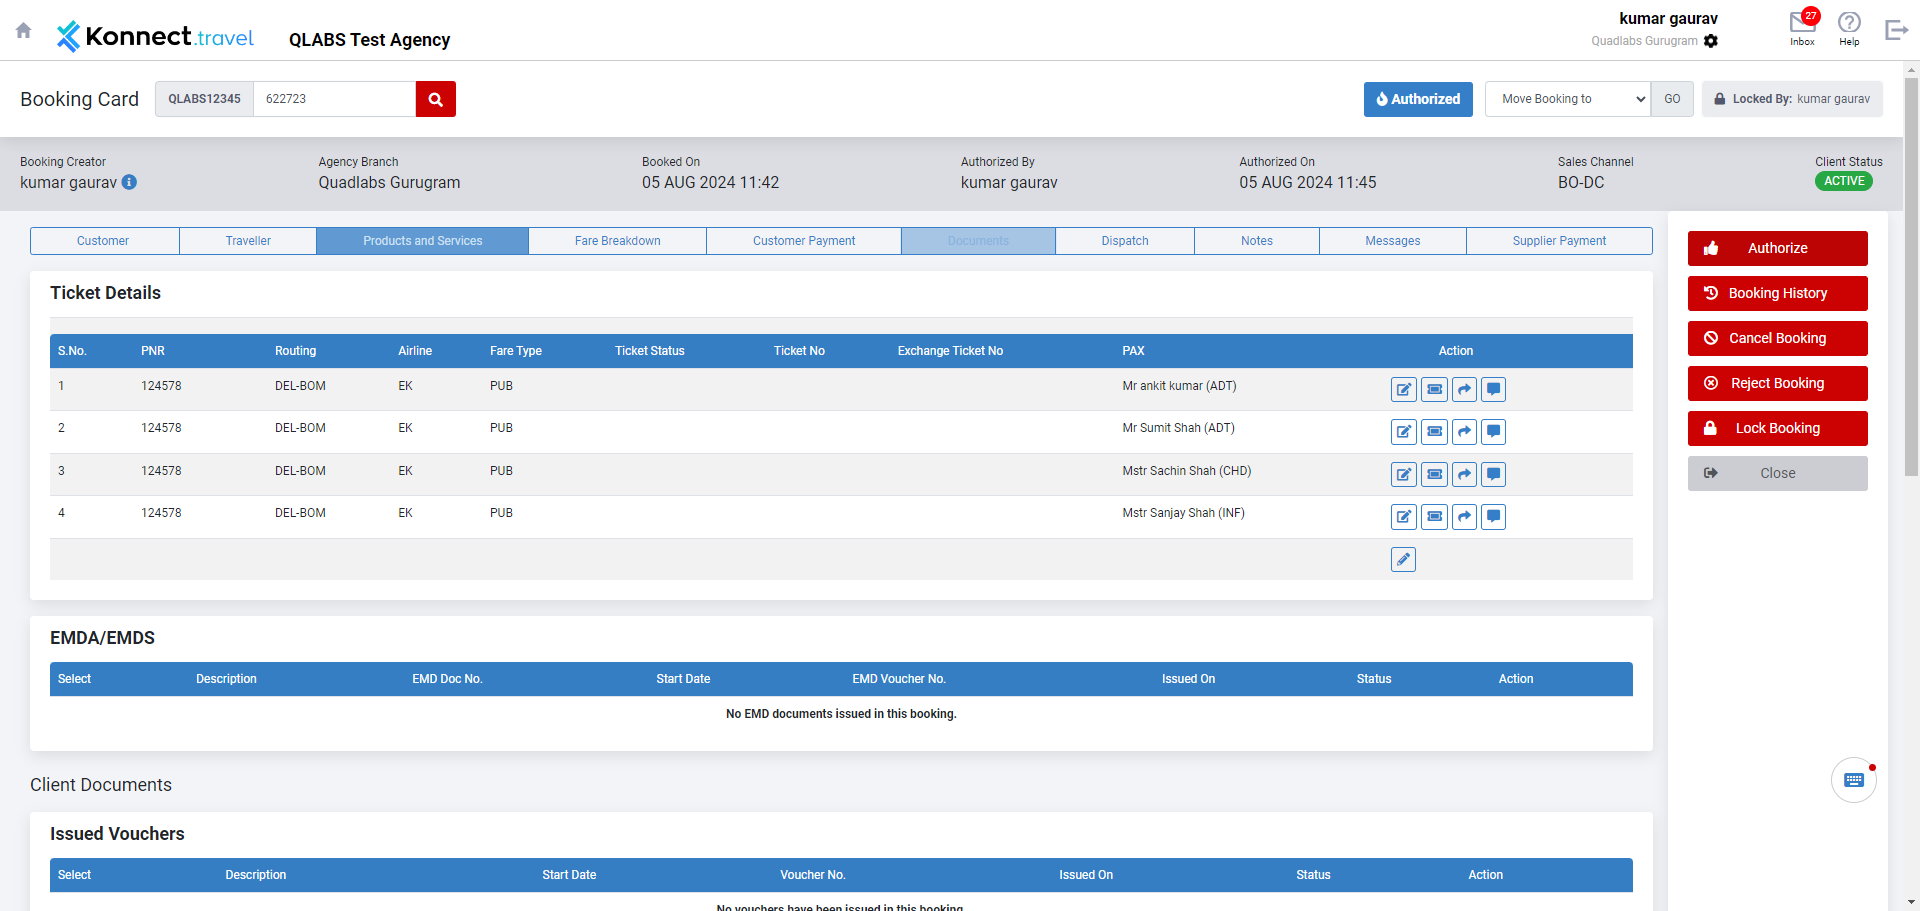 Konnect.travel
QLABS Test Agency
kumar gaurav
Quadlabs Gurugram
27
Inbox
Help
Booking Card
QLABS12345
622723
Authorized
Move Booking to
GO
Locked By: kumar gaurav
Booking Creator
kumar gaurav
Agency Branch
Quadlabs Gurugram
Booked On
05 AUG 2024 11:42
Authorized By
kumar gaurav
Authorized On
05 AUG 2024 11:45
Sales Channel
BO-DC
Client Status
ACTIVE
Customer
Traveller
Products and Services
Fare Breakdown
Customer Payment
Documents
Dispatch
Notes
Messages
Supplier Payment
Authorize
Booking History
Cancel Booking
Reject Booking
Lock Booking
Close
Ticket Details
S.No. PNR Routing Airline Fare Type Ticket Status Ticket No Exchange Ticket No PAX Action
1 124578 DEL-BOM EK PUB Mr ankit kumar (ADT)
2 124578 DEL-BOM EK PUB Mr Sumit Shah (ADT)
3 124578 DEL-BOM EK PUB Mstr Sachin Shah (CHD)
4 124578 DEL-BOM EK PUB Mstr Sanjay Shah (INF)
EMDA/EMDS
Select Description EMD Doc No. Start Date EMD Voucher No. Issued On Status Action
No EMD documents issued in this booking.
Client Documents
Issued Vouchers
Select Description Start Date Voucher No. Issued On Status Action
No vouchers have been issued in this booking